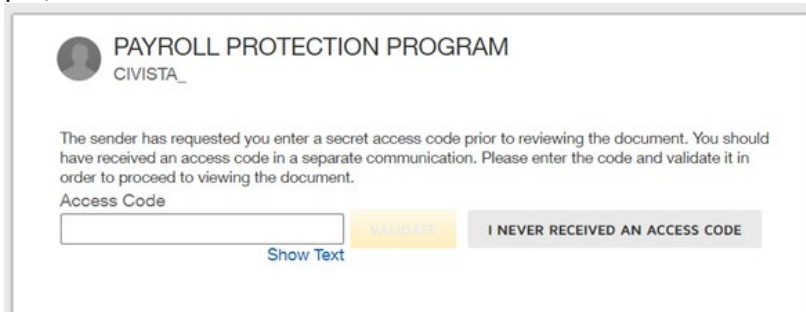 PAYROLL PROTECTION PROGRAM
CIVISTA_
The sender has requested you enter a secret access code prior to reviewing the document. You should
have received an access code in a separate communication. Please enter the code and validate it in
order to proceed to viewing the document.
Access Code
VALIDATE I NEVER RECEIVED AN ACCESS CODE
Show Text